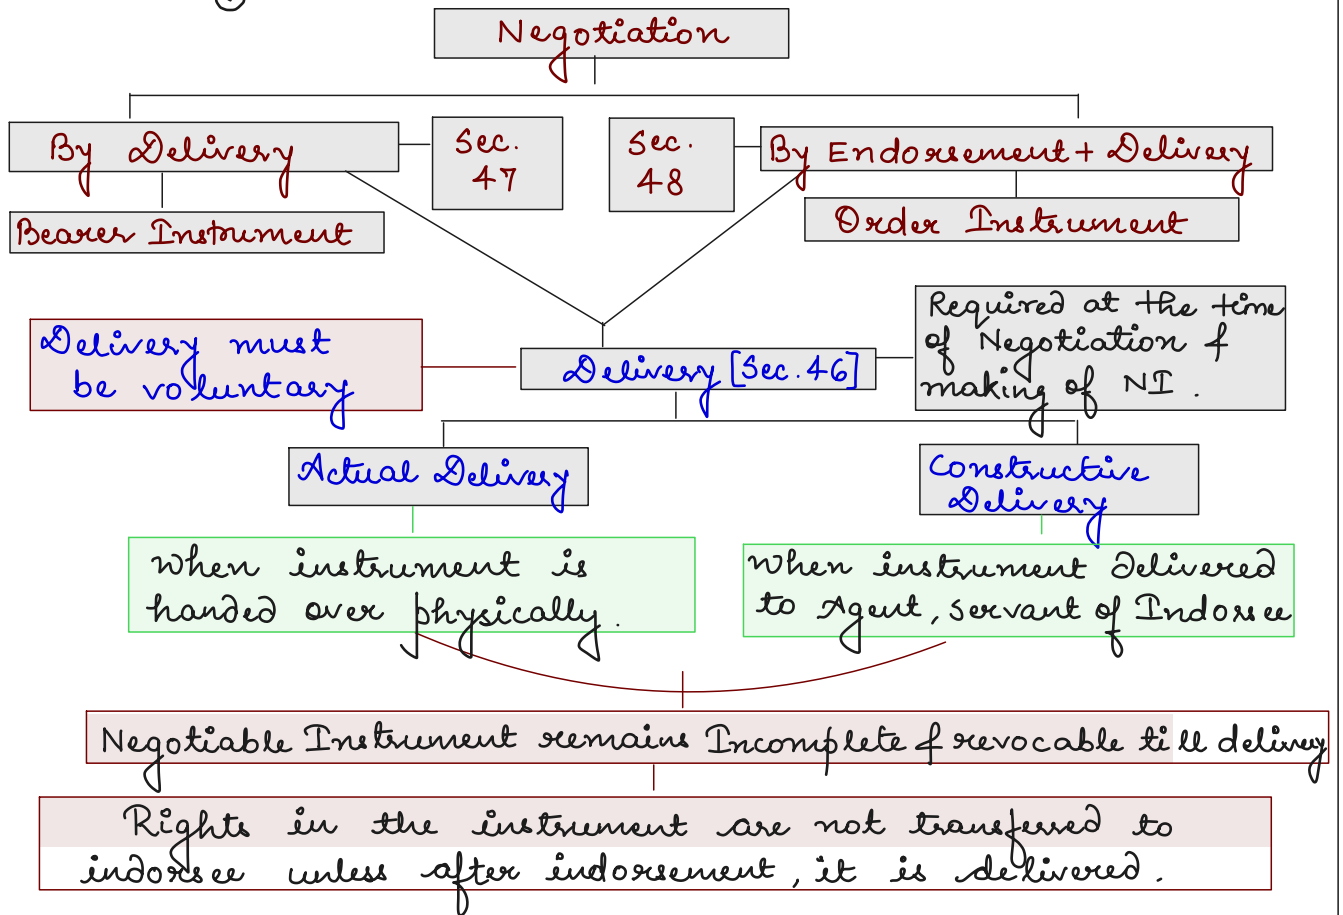 Negotiation
By Delivery
Sec.
47
Sec.
48
By Endorsement + Delivery
Bearer Instrument
Order Instrument
Delivery must
be voluntary
Delivery [Sec. 46]
Required at the time
of Negotiation &
making of NI.
Actual Delivery
Constructive
Delivery
When instrument is
handed over physically.
When instrument delivered
to Agent, servant of Indorsee
Negotiable Instrument remains Incomplete & revocable till delivery
Rights in the instrument are not transferred to
indorsee unless after indorsement, it is delivered.